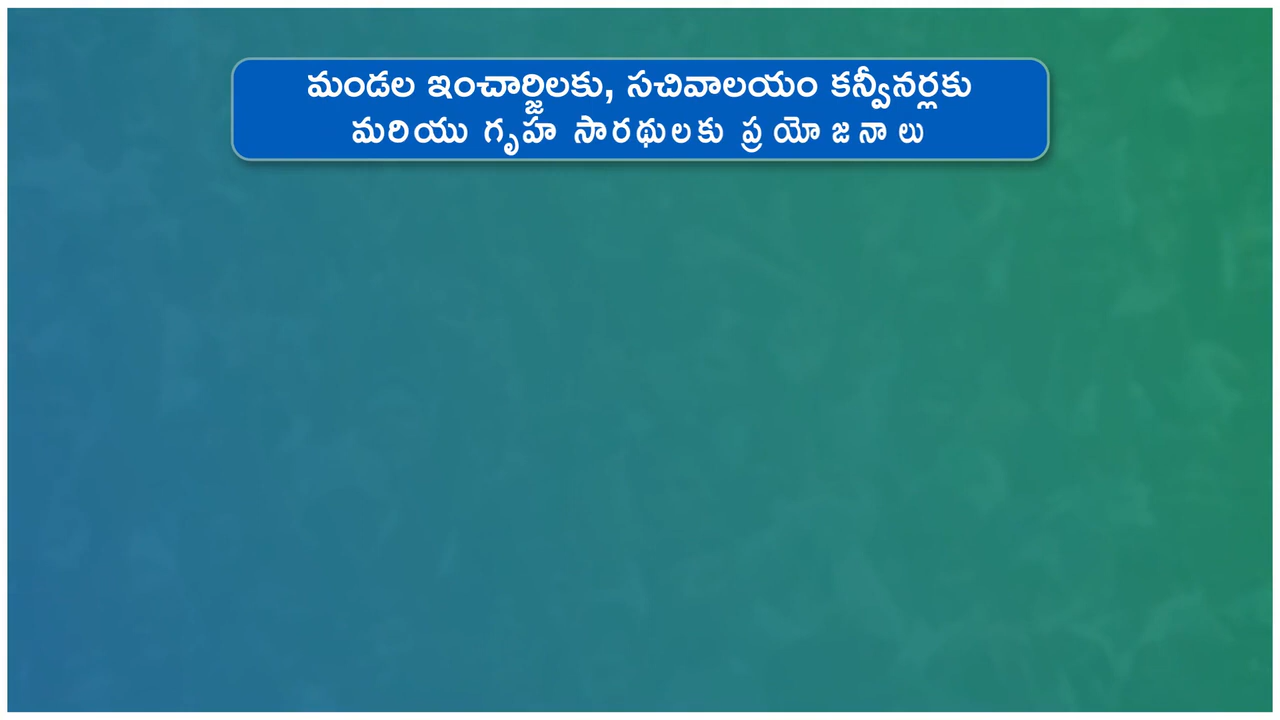 మండల ఇంచార్జిలకు, సచివాలయం కన్వీనర్లకు
మరియు గృహ సారథులకు ప్రయోజనాలు